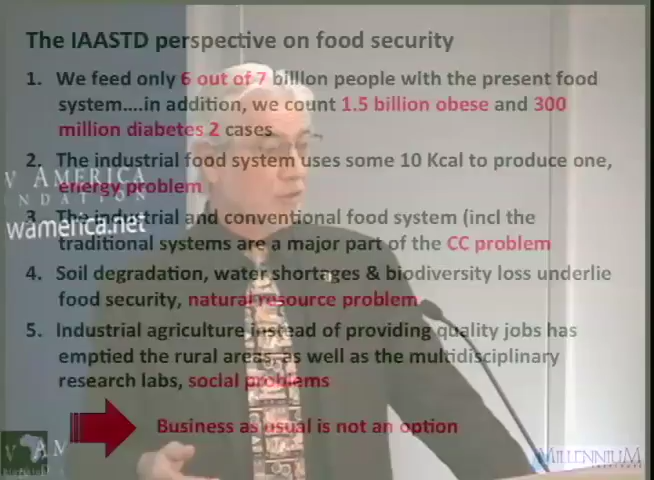 The IAASTD perspective on food security
1. We feed only 6 out of 7 billion people with the present food
system....in addition, we count 1.5 billion obese and 300
million diabetes 2 cases
2. The industrial food system uses some 10 Kcal to produce one,
energy problem
3. The industrial and conventional food system (incl the
traditional systems are a major part of the CC problem
4. Soil degradation, water shortages & biodiversity loss underlie
food security, natural resource problem
5. Industrial agriculture instead of providing quality jobs has
emptied the rural areas, as well as the multidisciplinary
research labs, social problems
Business as usual is not an option
W AMERICA
NDATION
wamerica.net
MILLENNIUM
INSTITUTE